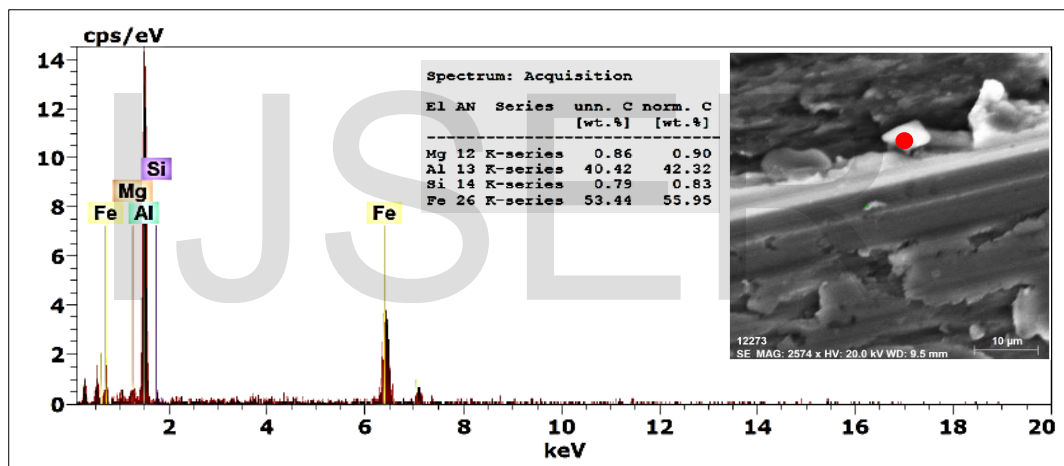 cps/eV
14
12
10
8
6
4
2
0
Si
Mg
Fe Al
Fe
2 4 6 8 10 12 14 16 18 20
keV
Spectrum: Acquisition
El AN Series unn. C norm. C
[wt.%] [wt.%]
Mg 12 K-series 0.86 0.90
Al 13 K-series 40.42 42.32
Si 14 K-series 0.79 0.83
Fe 26 K-series 53.44 55.95
12273
SE MAG: 2574 x HV: 20.0 kV WD: 9.5 mm
10 µm
IJSER